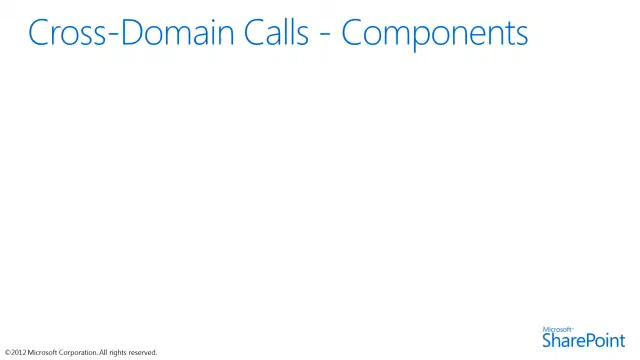 Cross-Domain Calls - Components
Microsoft
SharePoint
©2012 Microsoft Corporation. All rights reserved.